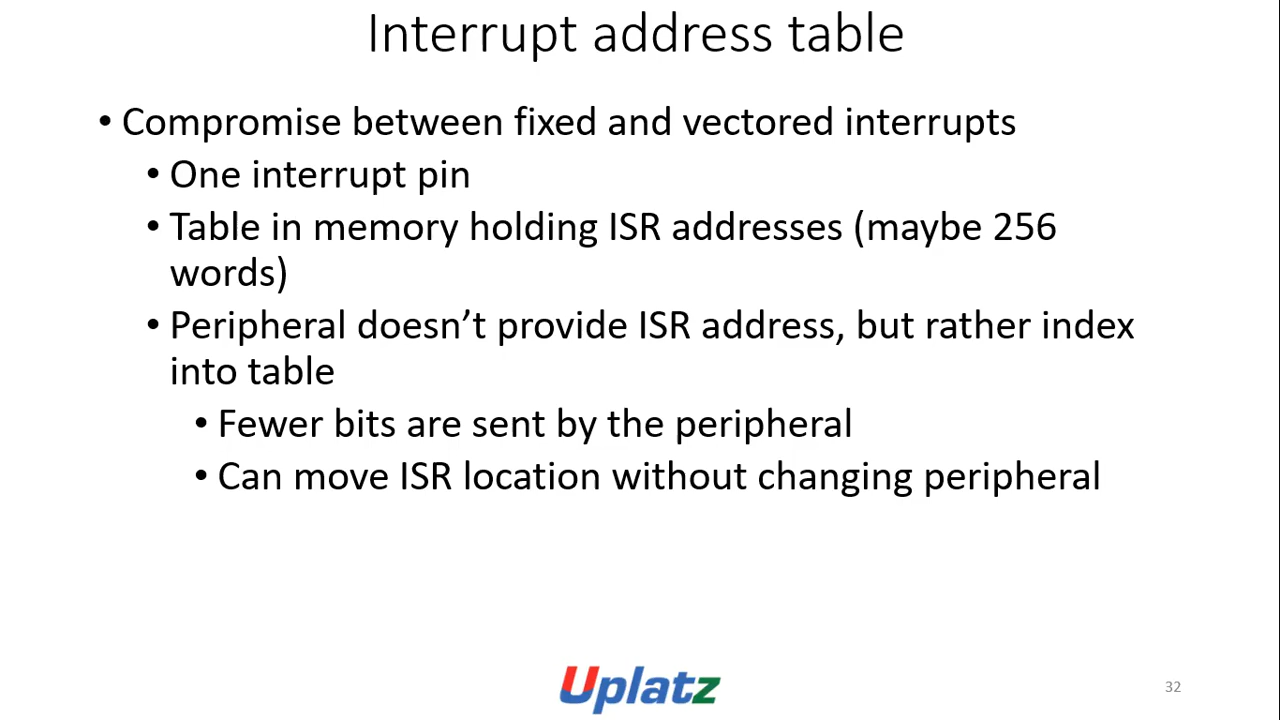 Interrupt address table
• Compromise between fixed and vectored interrupts
• One interrupt pin
• Table in memory holding ISR addresses (maybe 256
words)
• Peripheral doesn’t provide ISR address, but rather index
into table
• Fewer bits are sent by the peripheral
• Can move ISR location without changing peripheral
Uplatz
32